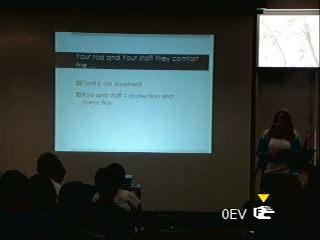 Your rod and Your staff they comfort
me ...
God is our shepherd
Rod and staff = protection and
correction
0EV